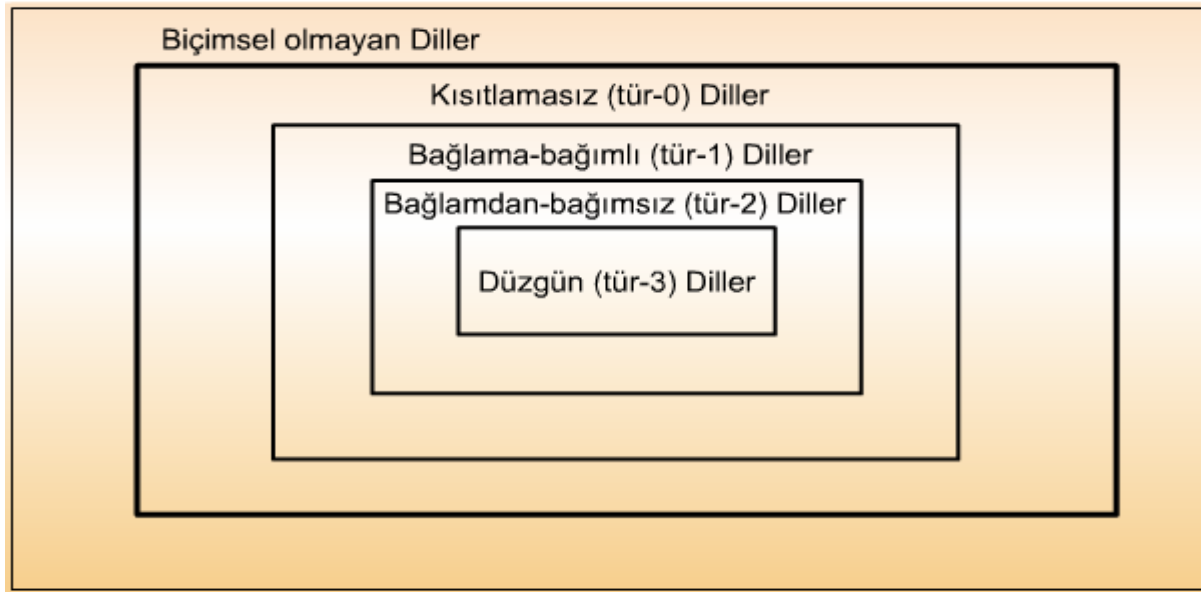 Biçimsel olmayan Diller
Kısıtlamasız (tür-0) Diller
Bağlama-bağımlı (tür-1) Diller
Bağlamdan-bağımsız (tür-2) Diller
Düzgün (tür-3) Diller